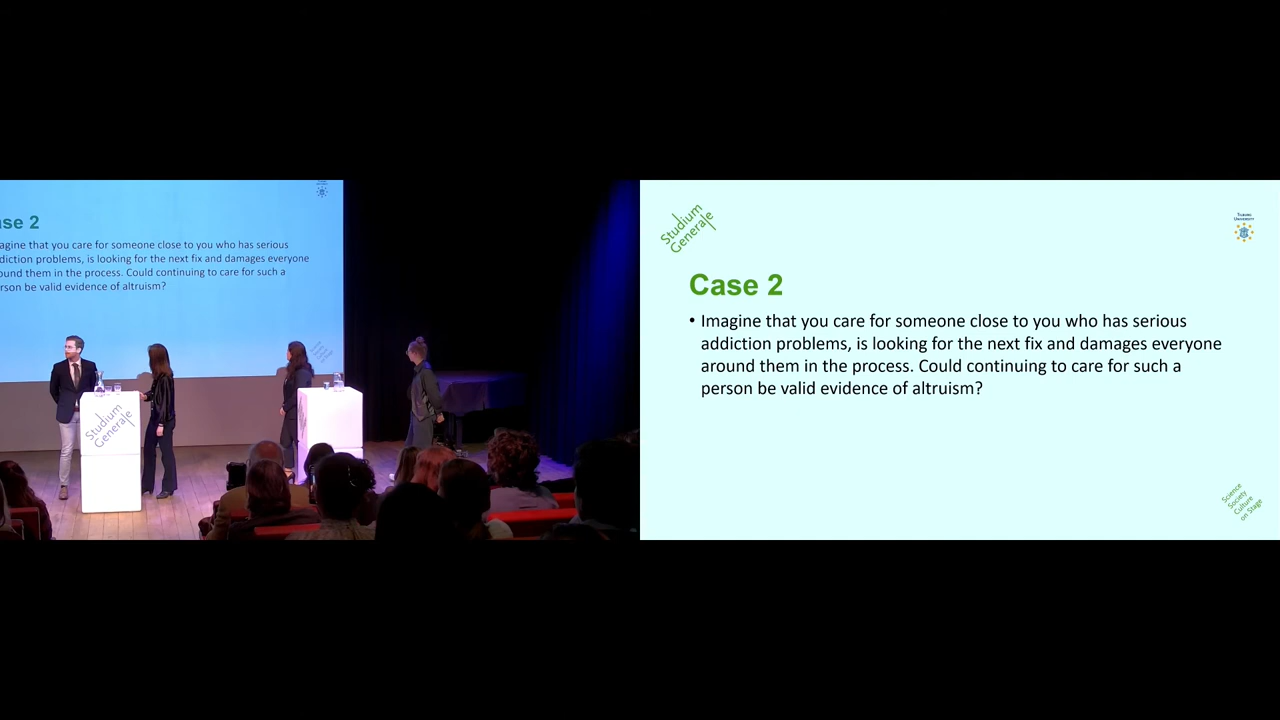 ase 2
agine that you care for someone close to you who has serious
diction problems, is looking for the next fix and damages everyone
ound them in the process. Could continuing to care for such a
erson be valid evidence of altruism?
Studium
Generale
Studium
Generale
TILBURG
UNIVERSITY
Case 2
• Imagine that you care for someone close to you who has serious
addiction problems, is looking for the next fix and damages everyone
around them in the process. Could continuing to care for such a
person be valid evidence of altruism?
Science
Society
Culture
on Stage